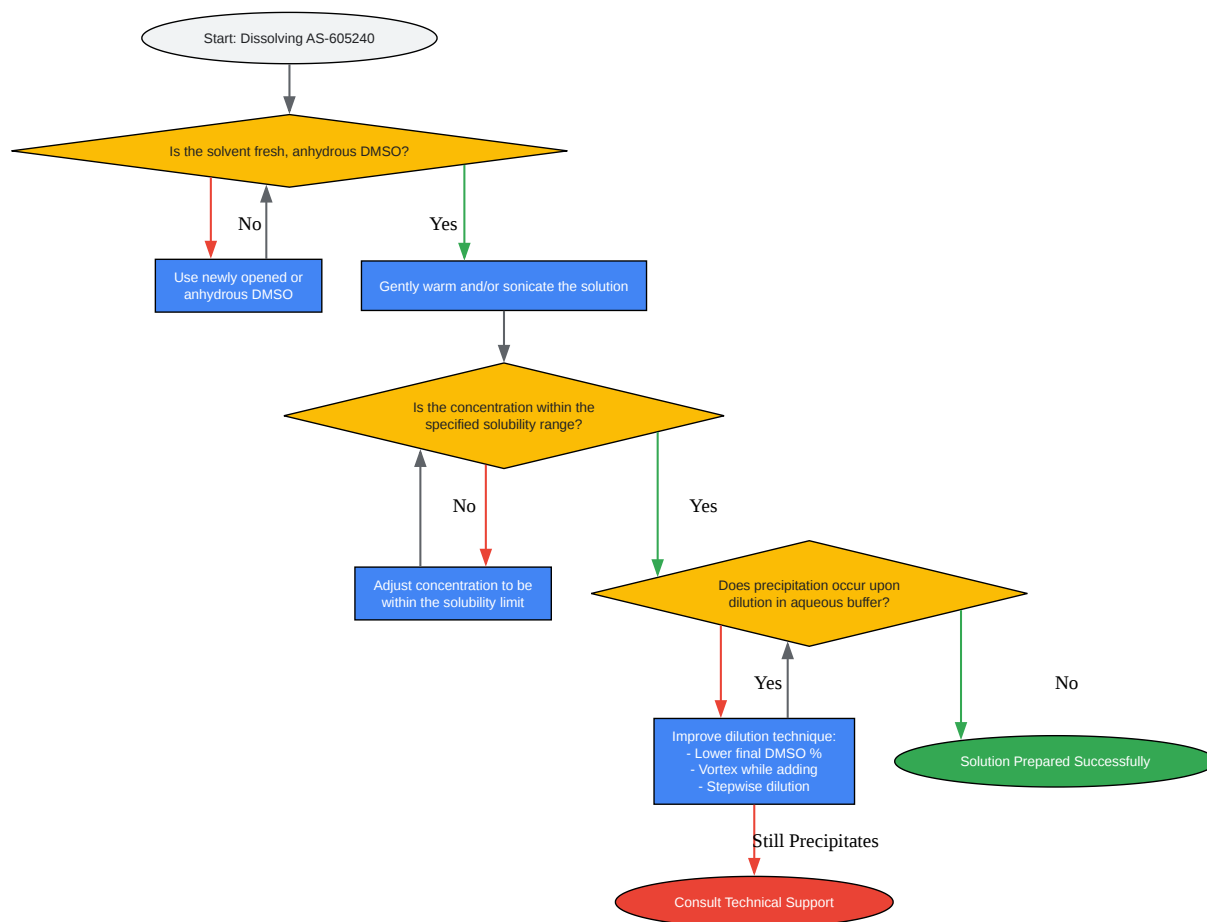 Start: Dissolving AS-605240
Is the solvent fresh, anhydrous DMSO?
No
Yes
Use newly opened or
anhydrous DMSO
Gently warm and/or sonicate the solution
Is the concentration within the
specified solubility range?
No
Yes
Adjust concentration to be
within the solubility limit
Does precipitation occur upon
dilution in aqueous buffer?
Yes
No
Improve dilution technique:
- Lower final DMSO %
- Vortex while adding
- Stepwise dilution
Solution Prepared Successfully
Still Precipitates
Consult Technical Support